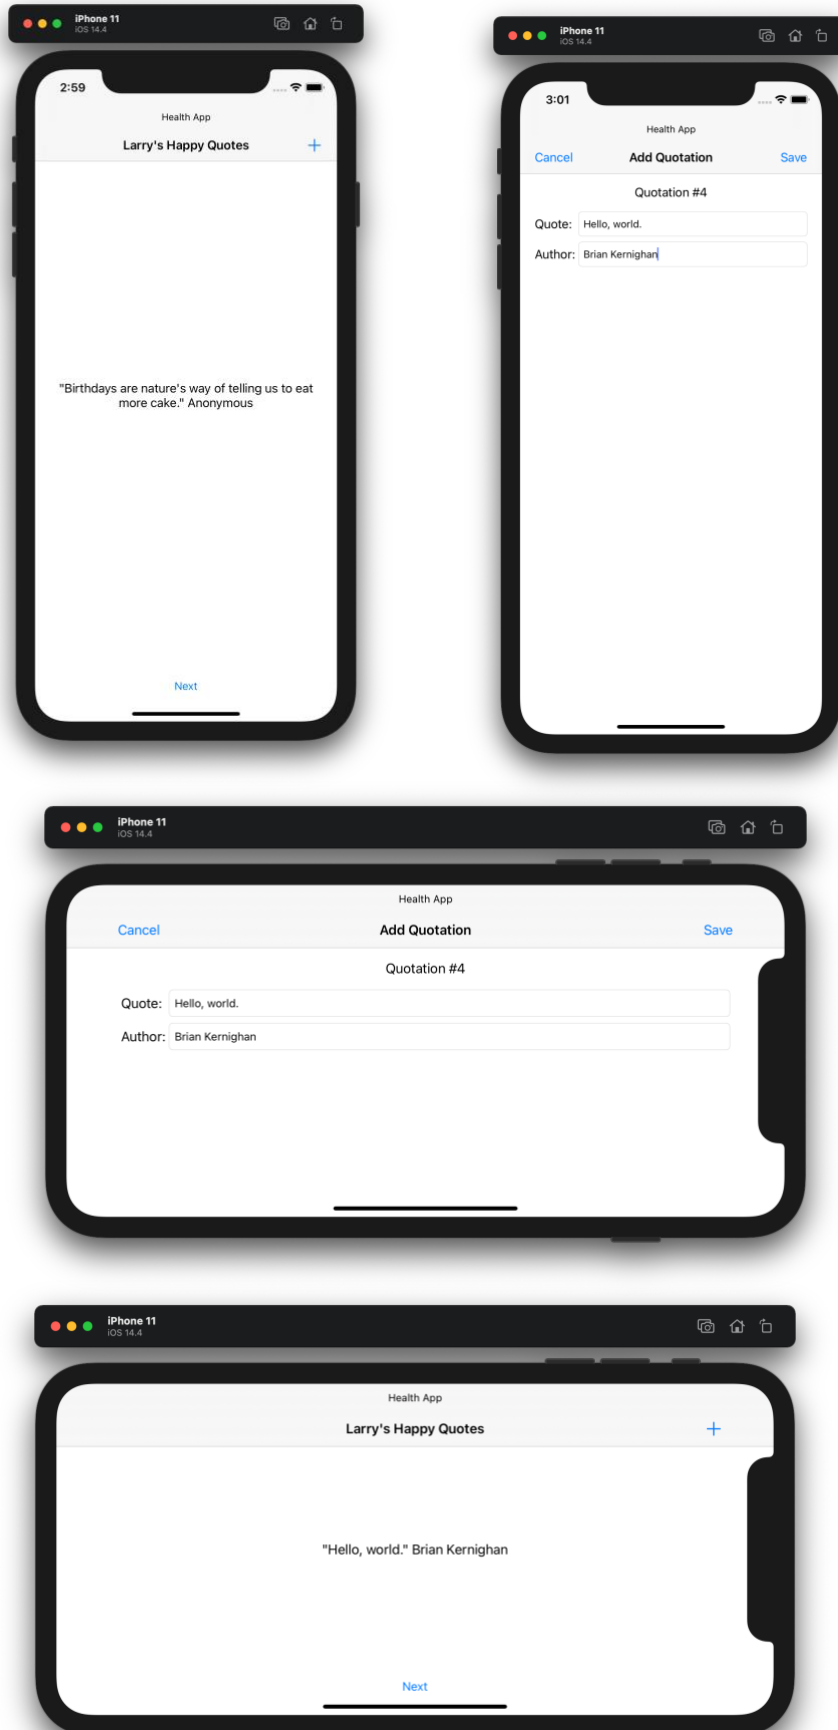 iPhone 11
iOS 14.4
2:59
Health App
Larry's Happy Quotes +
"Birthdays are nature's way of telling us to eat
more cake." Anonymous
Next
iPhone 11
iOS 14.4
3:01
Health App
Cancel Add Quotation Save
Quotation #4
Quote: Hello, world.
Author: Brian Kernighan
iPhone 11
iOS 14.4
Health App
Cancel Add Quotation Save
Quotation #4
Quote: Hello, world.
Author: Brian Kernighan
iPhone 11
iOS 14.4
Health App
Larry's Happy Quotes +
"Hello, world." Brian Kernighan
Next